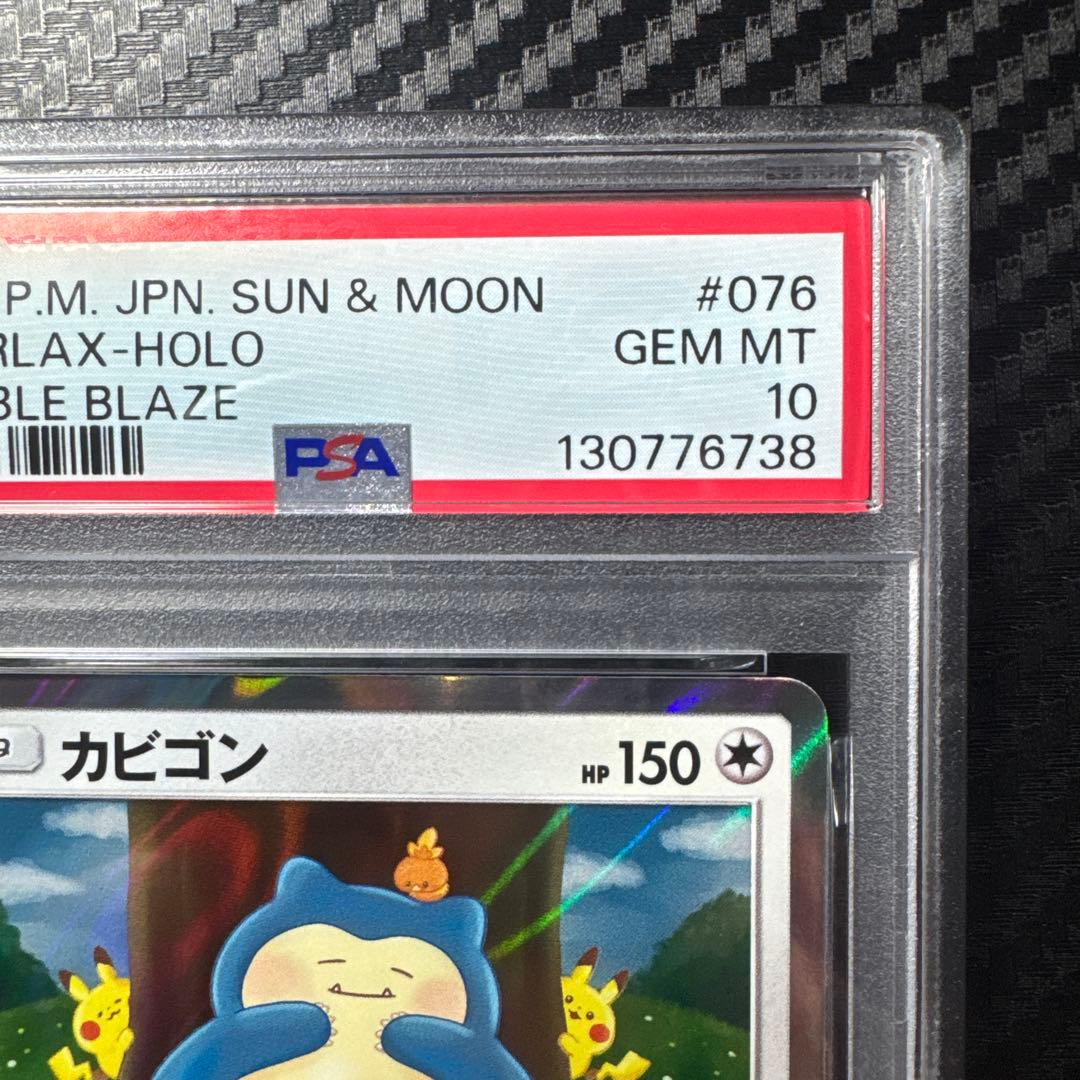 P.M. JPN. SUN & MOON #076
RLAX-HOLO GEM MT
BLE BLAZE 10
PSA 130776738
カビゴン HP 150